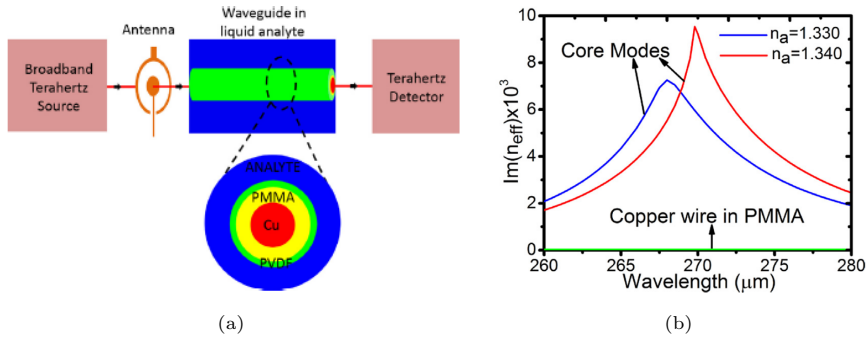 Waveguide in
liquid analyte
Antenna
Broadband
Terahertz
Source
Terahertz
Detector
ANALYTE
PMMA
Cu
PVDF
(a)
Im(n_eff)x10^3
10
8
6
4
2
0
n_a=1.330
n_a=1.340
Core Modes
Copper wire in PMMA
260 265 270 275 280
Wavelength (μm)
(b)